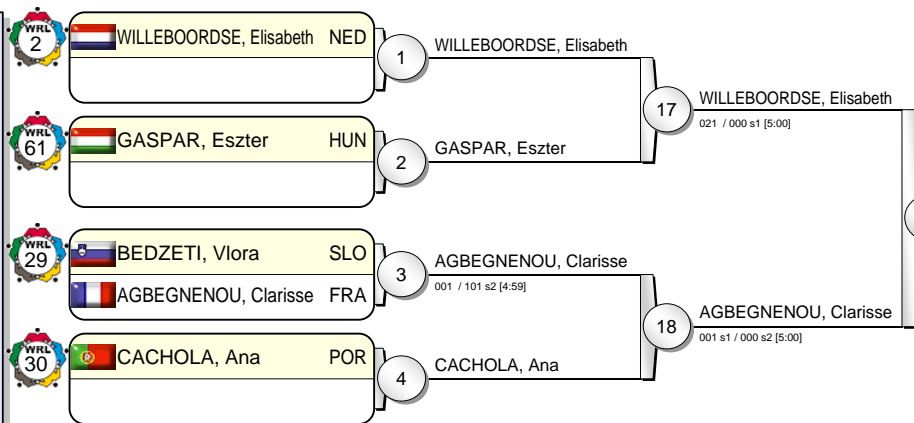 WRL
2
WILLEBOORDSE, Elisabeth NED
1
WILLEBOORDSE, Elisabeth
WRL
61
GASPAR, Eszter HUN
2
GASPAR, Eszter
17
WILLEBOORDSE, Elisabeth
021 / 000 s1 [5:00]
WRL
29
BEDZETI, Vlora SLO
AGBEGNENOU, Clarisse FRA
3
AGBEGNENOU, Clarisse
001 / 101 s2 [4:59]
WRL
30
CACHOLA, Ana POR
4
CACHOLA, Ana
18
AGBEGNENOU, Clarisse
001 s1 / 000 s2 [5:00]